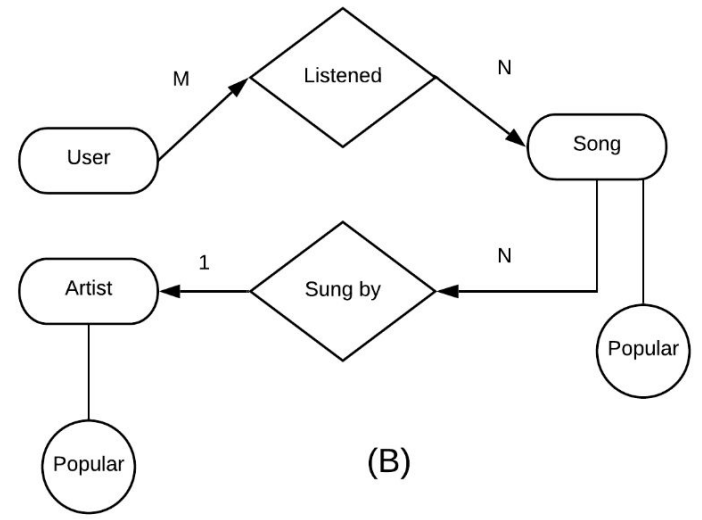 Listened
M
N
User
Song
Artist
1
Sung by
N
Popular
Popular
(B)